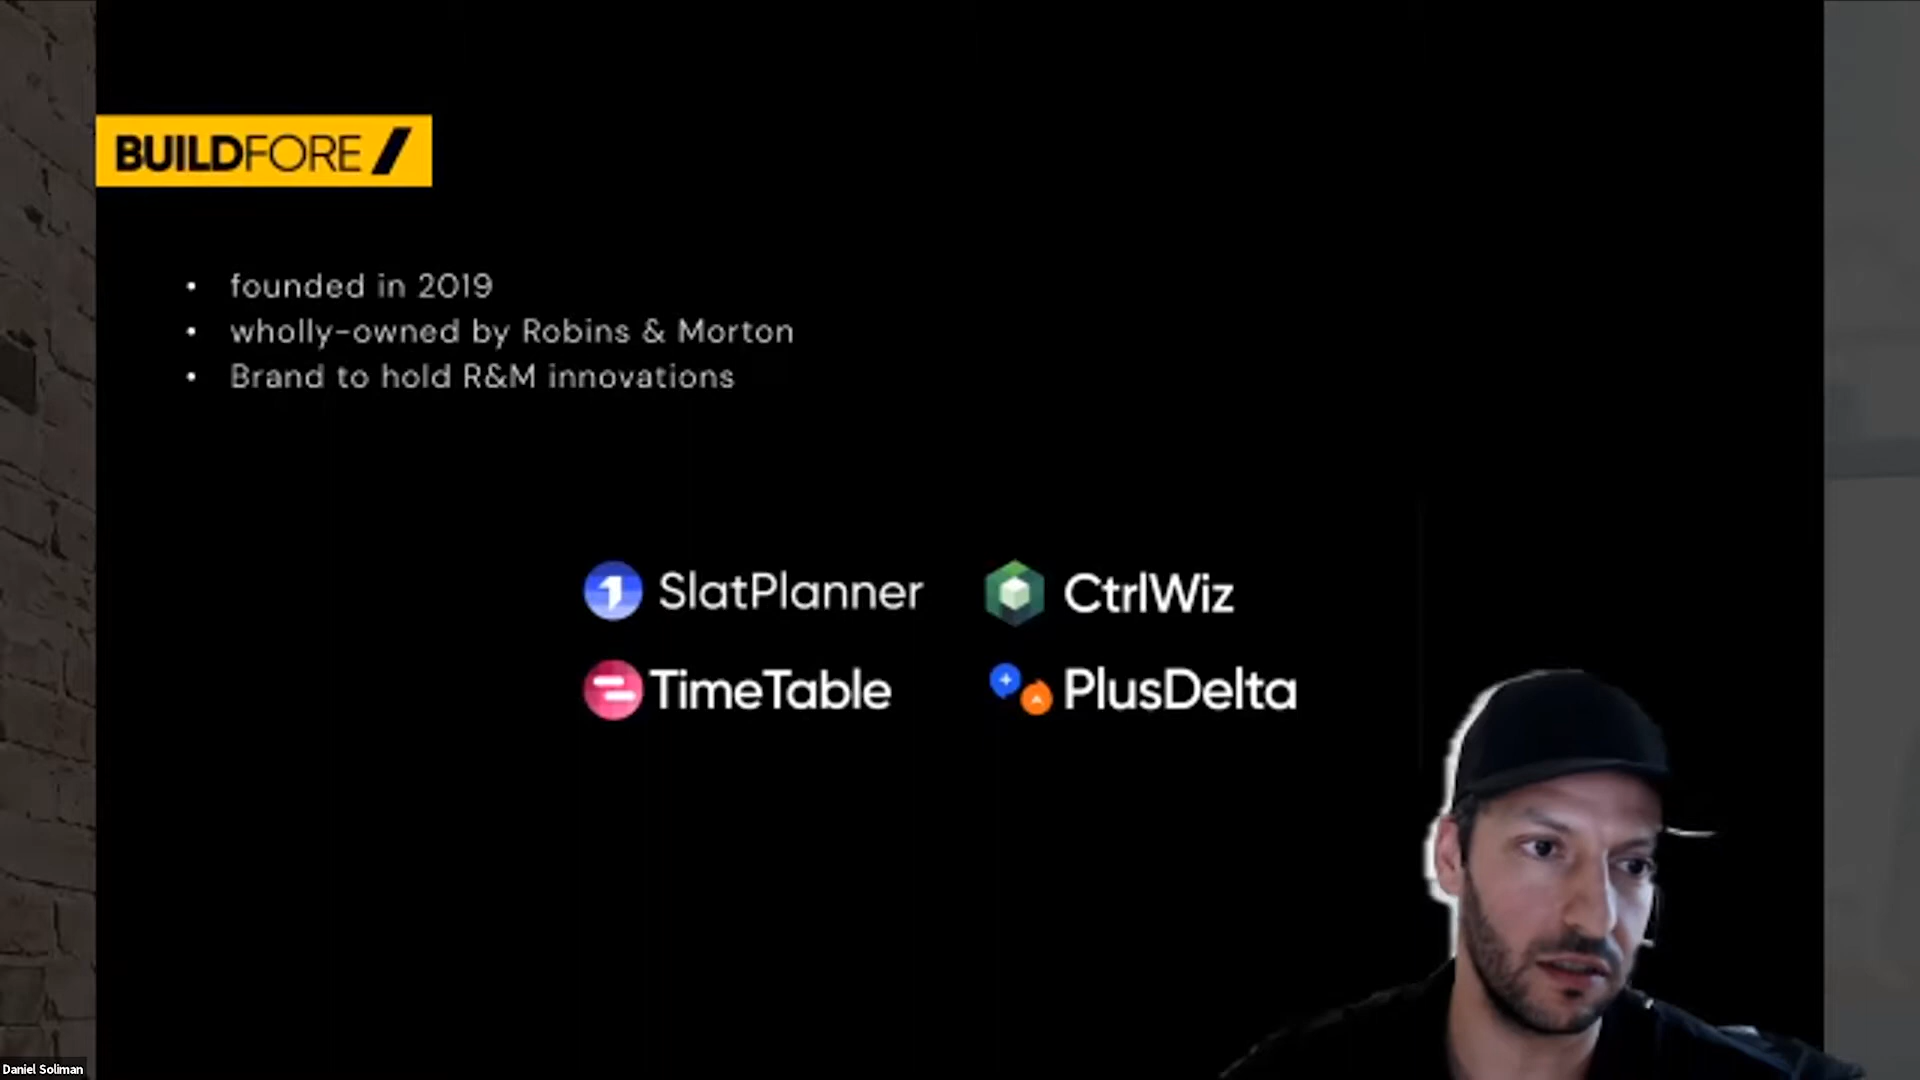 BUILDFORE
• founded in 2019
• wholly-owned by Robins & Morton
• Brand to hold R&M innovations
SlatPlanner
CtrlWiz
TimeTable
PlusDelta
Daniel Soliman